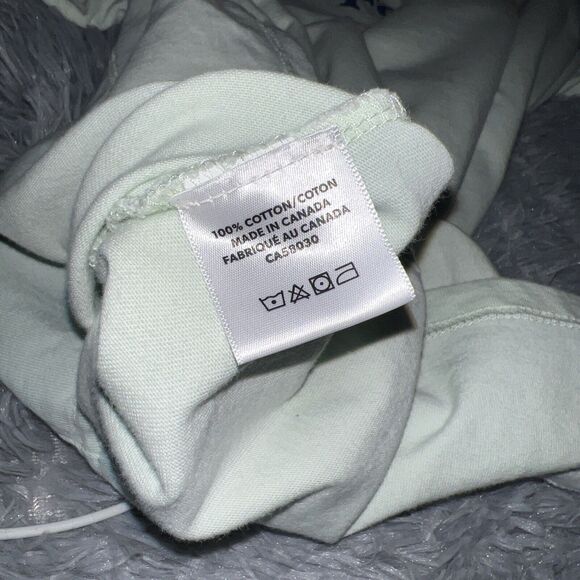 100% COTTON/COTON
MADE IN CANADA
FABRIQUÉ AU CANADA
CA58030